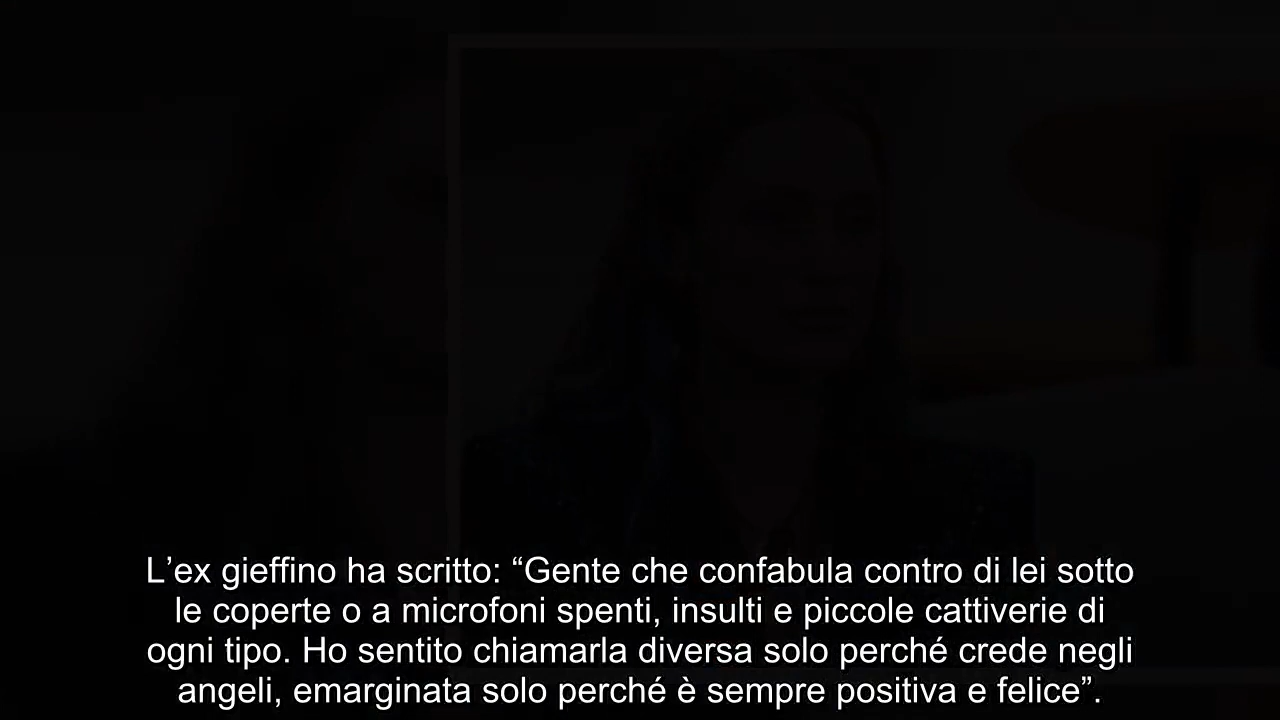 L’ex gieffino ha scritto: “Gente che confabula contro di lei sotto
le coperte o a microfoni spenti, insulti e piccole cattiverie di
ogni tipo. Ho sentito chiamarla diversa solo perché crede negli
angeli, emarginata solo perché è sempre positiva e felice”.